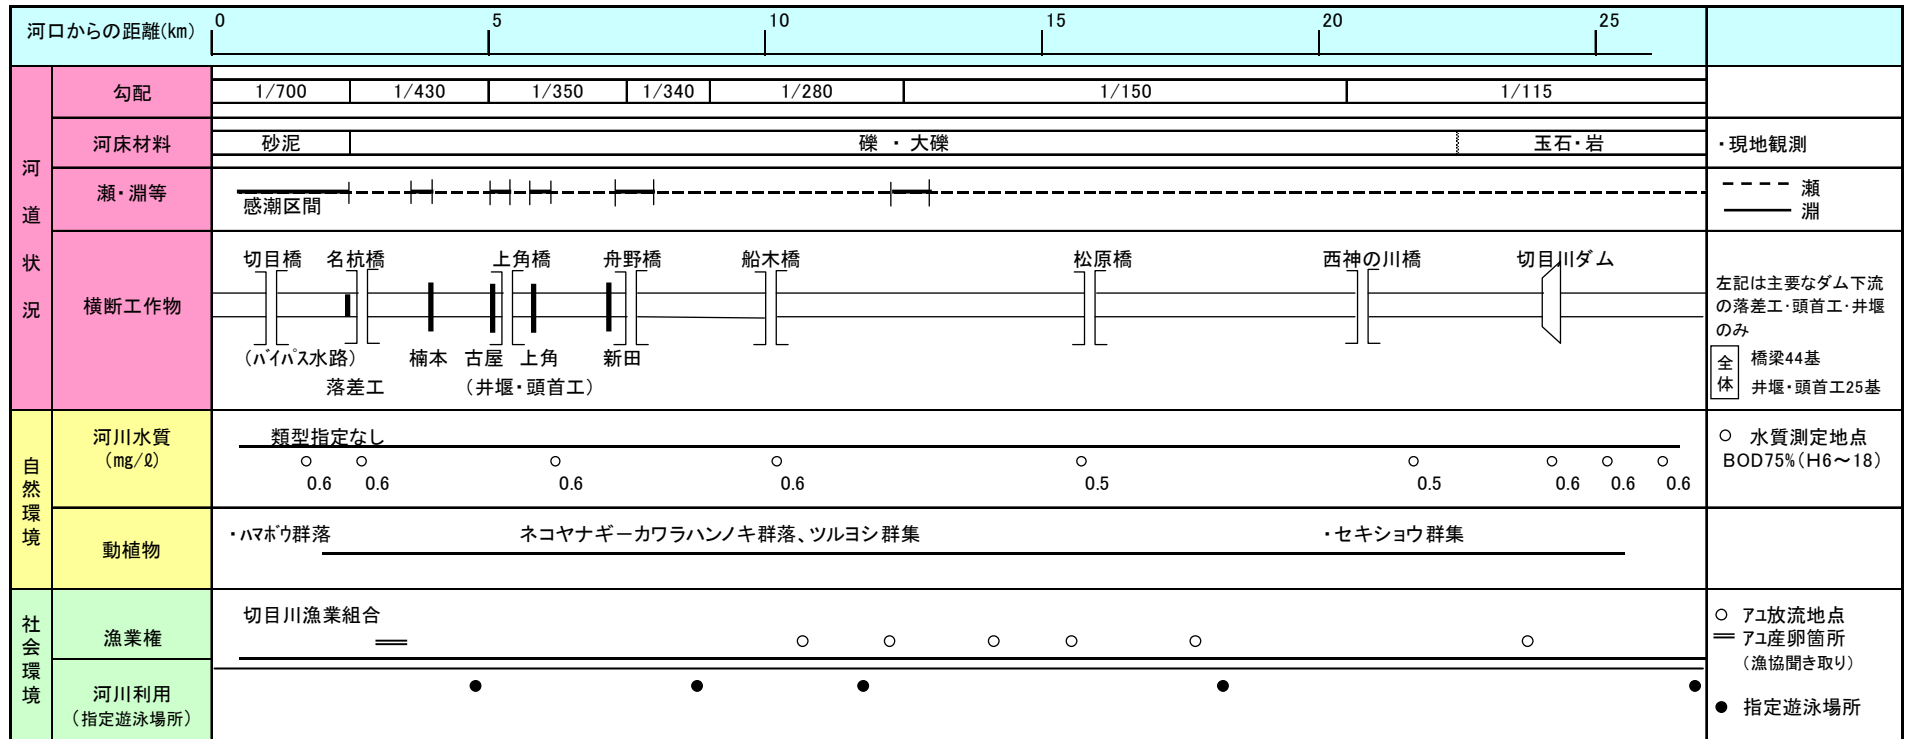 河口からの距離(km) 0 5 10 15 20 25
河道状況
勾配 1/700 1/430 1/350 1/340 1/280 1/150 1/115
河床材料 砂泥 礫・大礫 玉石・岩 ・現地観測
瀬・淵等 感潮区間
瀬
淵
横断工作物
切目橋 名杭橋 上角橋 舟野橋 船木橋 松原橋 西神の川橋 切目川ダム
(バイパス水路) 楠本 古屋 上角 新田
落差工 (井堰・頭首工)
左記は主要なダム下流
の落差工・頭首工・井堰
のみ
全体
橋梁44基
井堰・頭首工25基
自然環境
河川水質
(mg/ℓ)
類型指定なし
0.6 0.6 0.6 0.6 0.5 0.5 0.6 0.6 0.6
○ 水質測定地点
BOD75%(H6〜18)
動植物
・ハマボウ群落 ネコヤナギーカワラハンノキ群落、ツルヨシ群集 ・セキショウ群集
社会環境
漁業権
切目川漁業組合
○ アユ放流地点
アユ産卵箇所
(漁協聞き取り)
河川利用
(指定遊泳場所)
● 指定遊泳場所